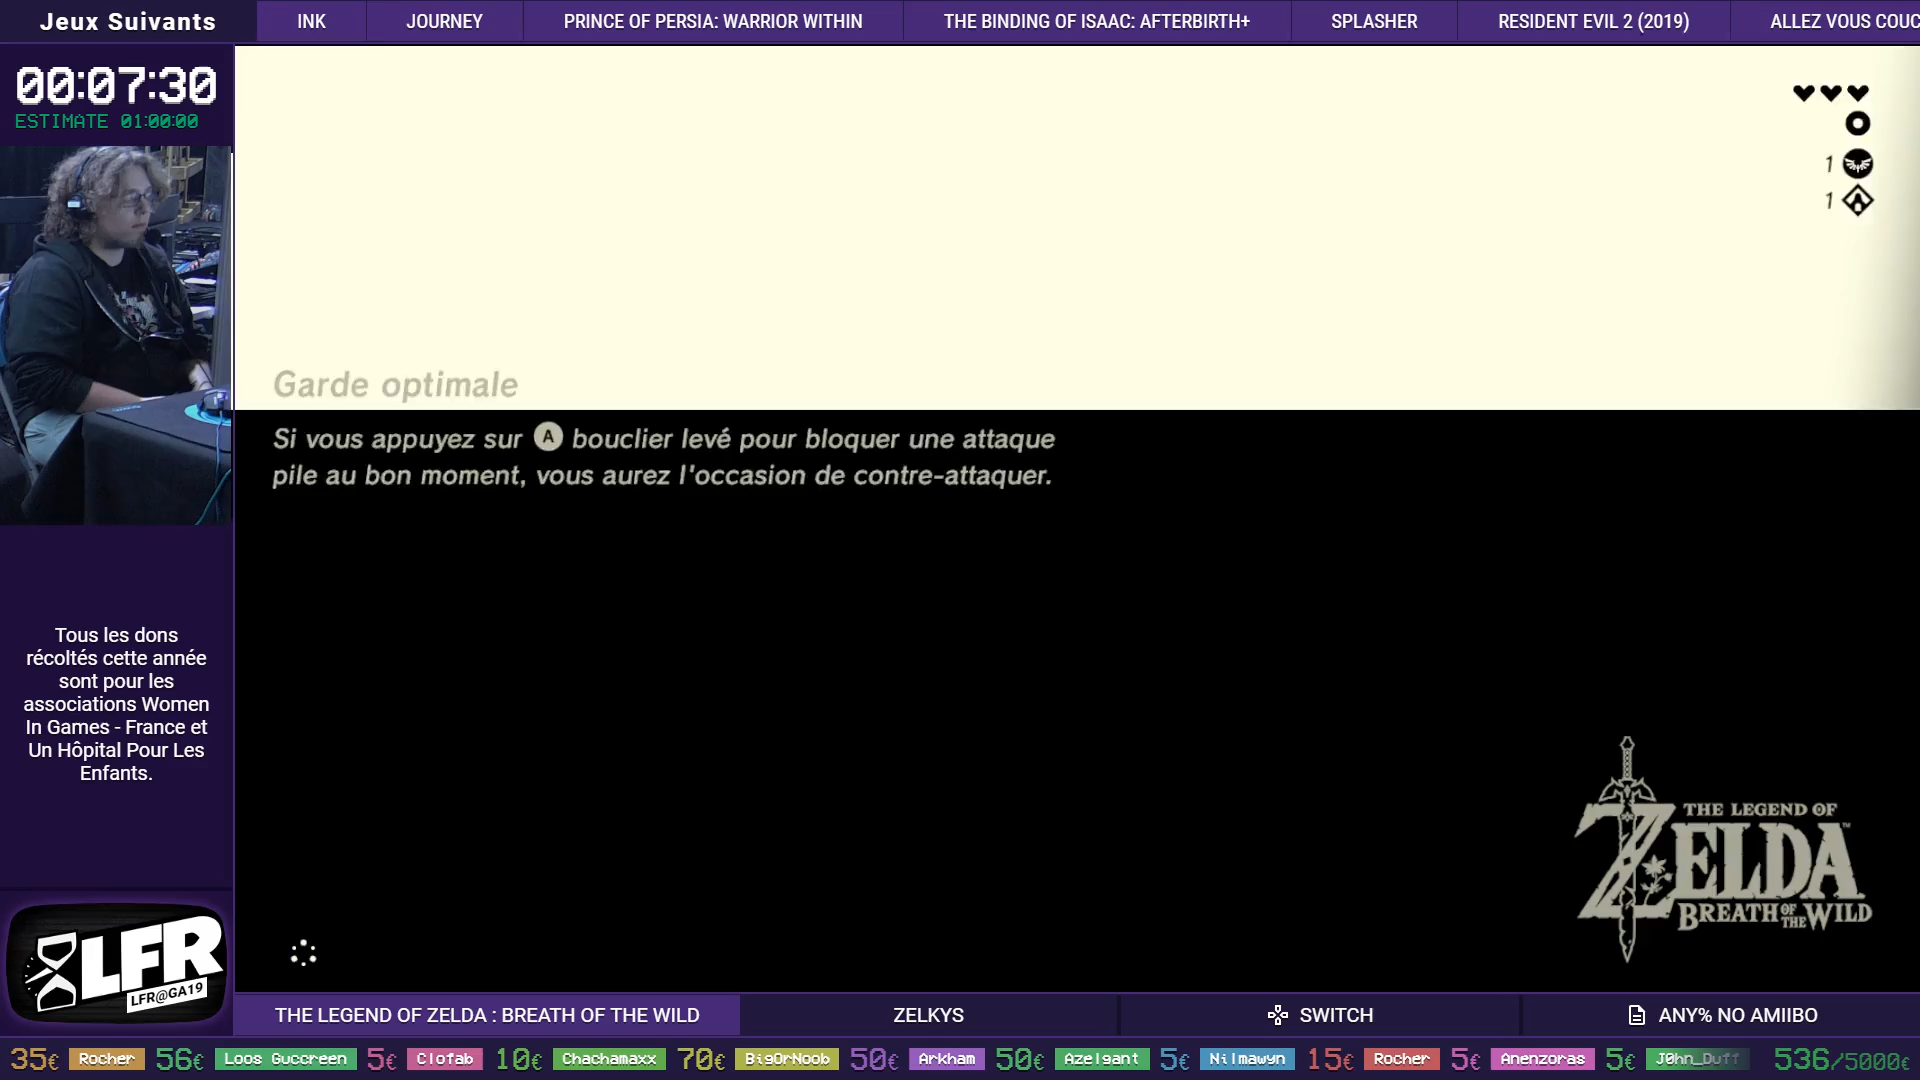 Jeux Suivants
INK
JOURNEY
PRINCE OF PERSIA: WARRIOR WITHIN
THE BINDING OF ISAAC: AFTERBIRTH+
SPLASHER
RESIDENT EVIL 2 (2019)
ALLEZ VOUS COUC
00:07:30
ESTIMATE 01:00:00
1
1
Garde optimale
Si vous appuyez sur A bouclier levé pour bloquer une attaque
pile au bon moment, vous aurez l'occasion de contre-attaquer.
Tous les dons
récoltés cette année
sont pour les
associations Women
In Games - France et
Un Hôpital Pour Les
Enfants.
THE LEGEND OF
ZELDA™
BREATH OF THE WILD
LFR
LFR@GA19
THE LEGEND OF ZELDA : BREATH OF THE WILD
ZELKYS
SWITCH
ANY% NO AMIIBO
35€ Rocher 56€ Loos Guccreen 5€ Clofab 10€ Chachamaxx 70€ BigOrNoob 50€ Arkham 50€ Azelgant 5€ Nilmawyn 15€ Rocher 5€ Anenzoras 5€ J0hn_Duff 536/5000€